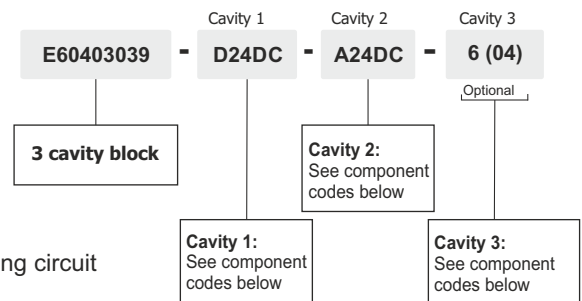 Cavity 1 Cavity 2 Cavity 3
E60403039 - D24DC - A24DC - 6 (04)
Optional
3 cavity block
Cavity 2:
See component
codes below
Cavity 1:
See component
codes below
Cavity 3:
See component
codes below
ng circuit